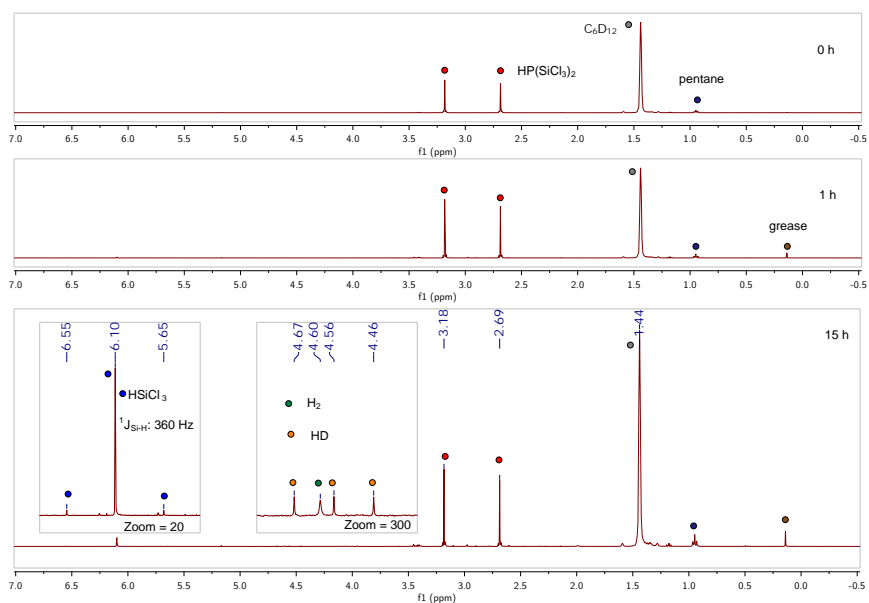 C₆D₁₂
0 h
HP(SiCl₃)₂
pentane
7.0 6.5 6.0 5.5 5.0 4.5 4.0 3.5 3.0 2.5 2.0 1.5 1.0 0.5 0.0 -0.5
f1 (ppm)
1 h
grease
7.0 6.5 6.0 5.5 5.0 4.5 4.0 3.5 3.0 2.5 2.0 1.5 1.0 0.5 0.0 -0.5
f1 (ppm)
6.55 6.10 5.65 4.67 4.60 4.56 4.46 3.18 2.69 1.44
15 h
HSiCl₃
¹J_Si-H: 360 Hz
H₂
HD
Zoom = 20
Zoom = 300
7.0 6.5 6.0 5.5 5.0 4.5 4.0 3.5 3.0 2.5 2.0 1.5 1.0 0.5 0.0 -0.5
f1 (ppm)